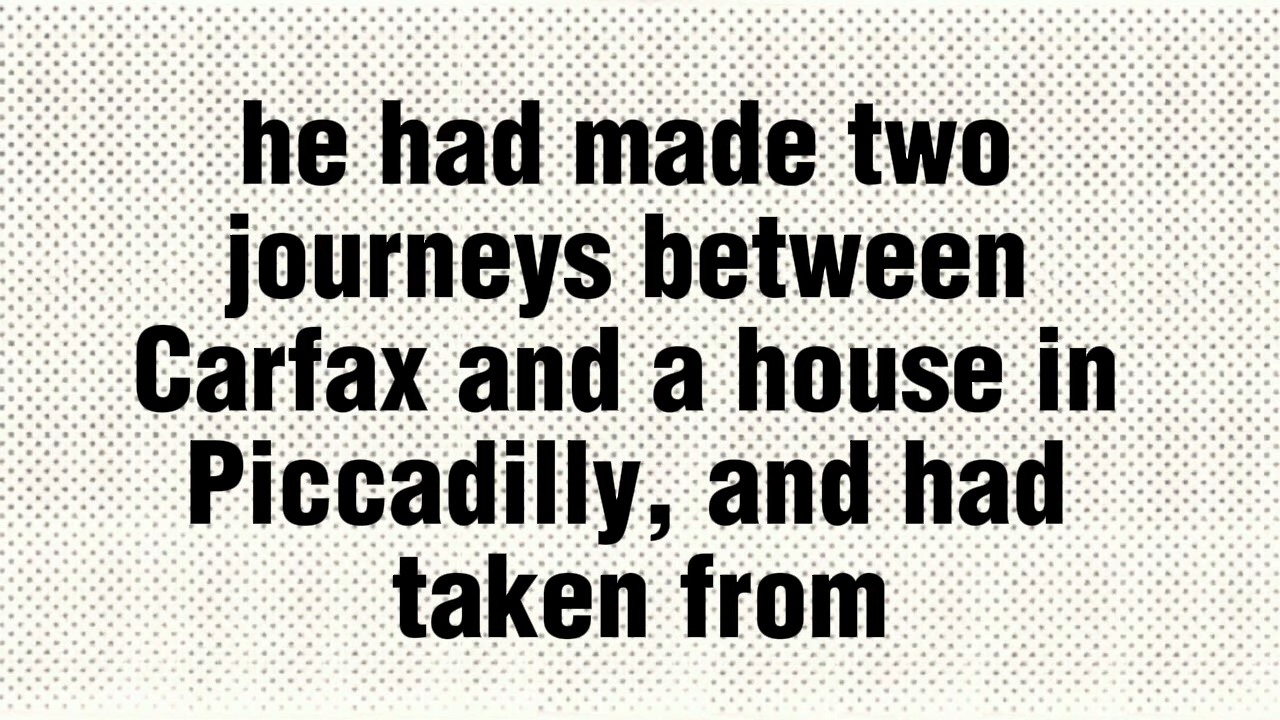 he had made two
journeys between
Carfax and a house in
Piccadilly, and had
taken from